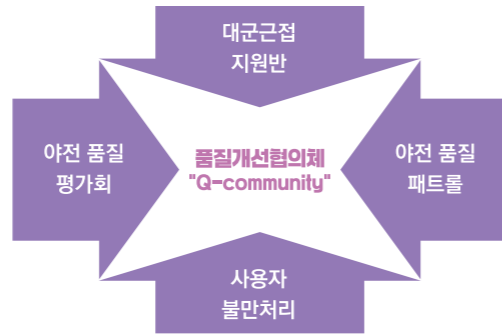 대군근접
지원반
야전 품질
평가회
품질개선협의체
"Q-community"
야전 품질
패트롤
사용자
불만처리